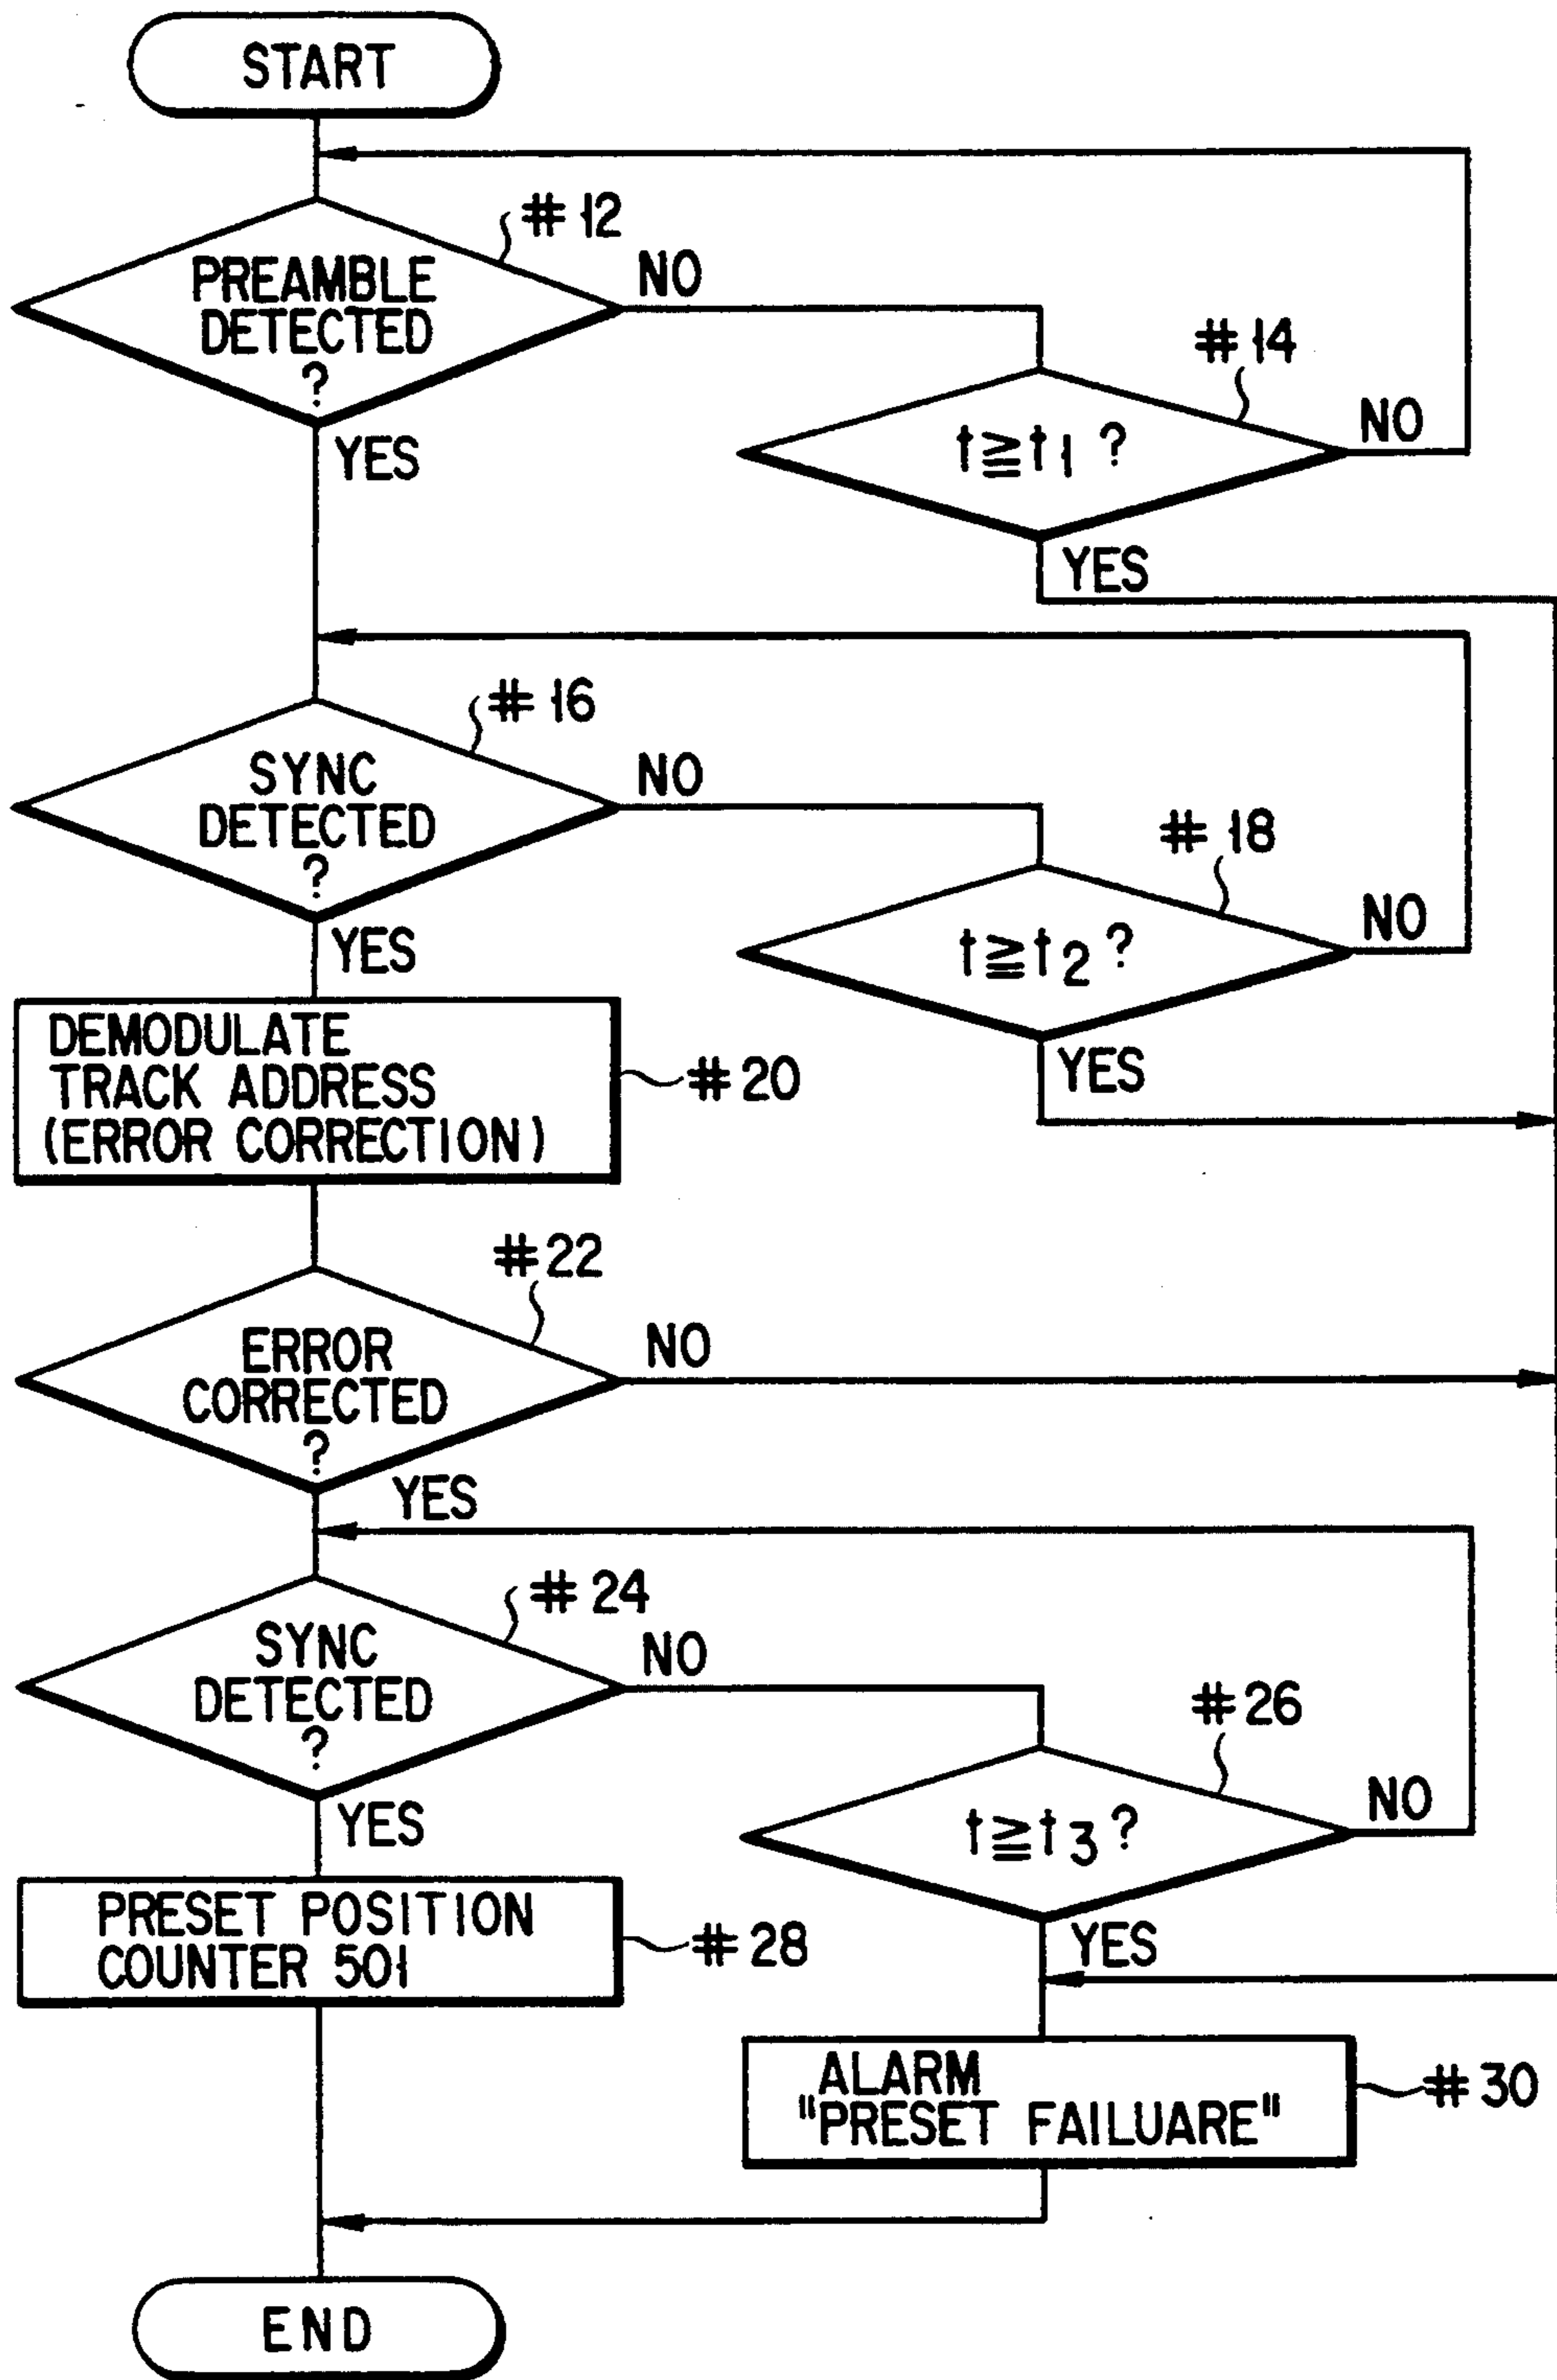 START
#12
PREAMBLE
DETECTED
?
NO
YES
#14
t≧t1 ?
NO
YES
#16
SYNC
DETECTED
?
NO
YES
#18
t≧t2 ?
NO
YES
DEMODULATE
TRACK ADDRESS
(ERROR CORRECTION)
#20
#22
ERROR
CORRECTED
?
NO
YES
#24
SYNC
DETECTED
?
NO
YES
#26
t≧t3 ?
NO
YES
PRESET POSITION
COUNTER 501
#28
ALARM
"PRESET FAILUARE"
#30
END